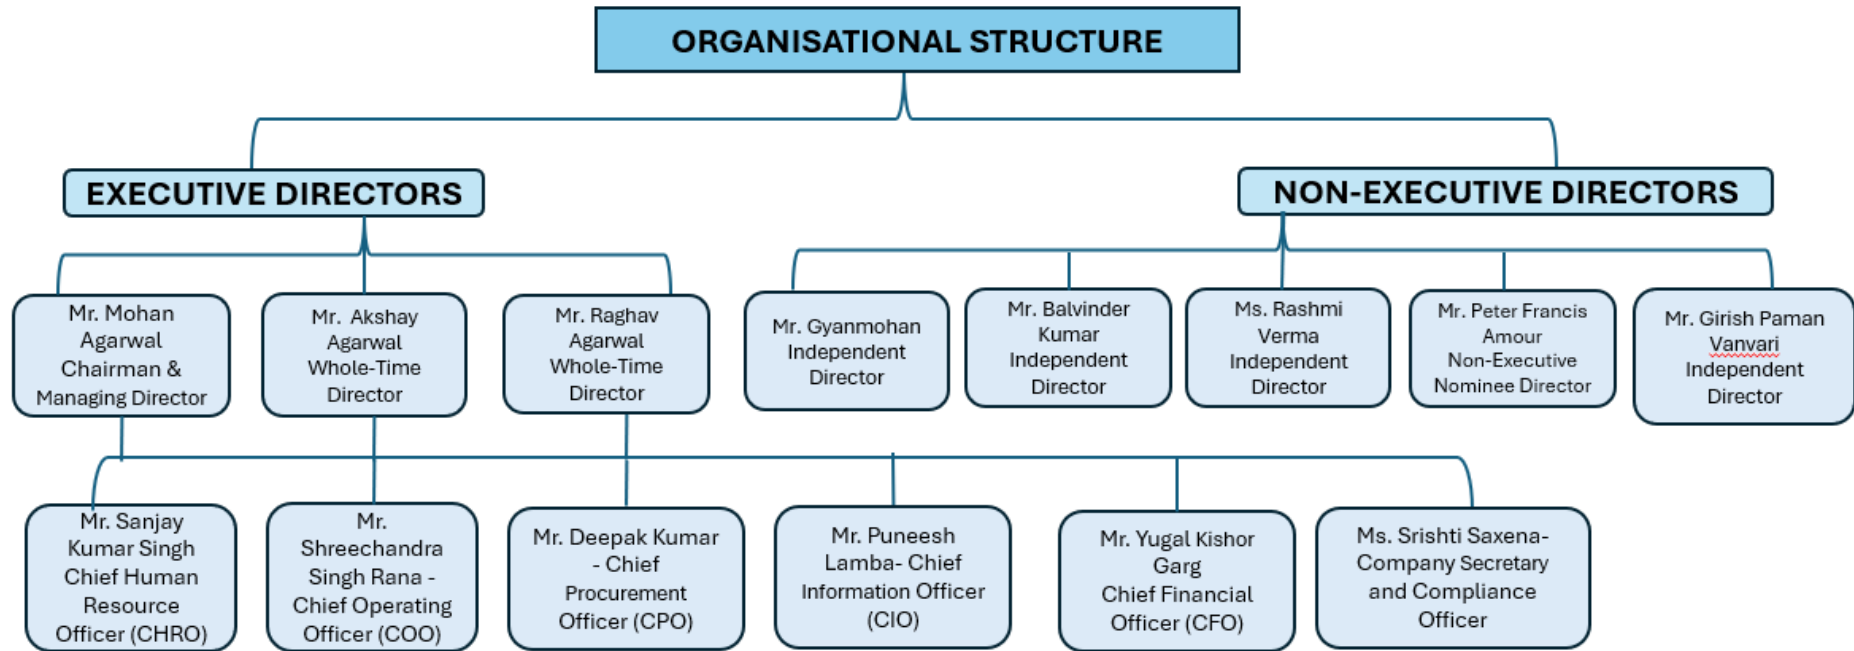 ORGANISATIONAL STRUCTURE
EXECUTIVE DIRECTORS
NON-EXECUTIVE DIRECTORS
Mr. Mohan
Agarwal
Chairman &
Managing Director
Mr. Akshay
Agarwal
Whole-Time
Director
Mr. Raghav
Agarwal
Whole-Time
Director
Mr. Gyanmohan
Independent
Director
Mr. Balvinder
Kumar
Independent
Director
Ms. Rashmi
Verma
Independent
Director
Mr. Peter Francis
Amour
Non-Executive
Nominee Director
Mr. Girish Paman
Vanvari
Independent
Director
Mr. Sanjay
Kumar Singh
Chief Human
Resource
Officer (CHRO)
Mr.
Shreechandra
Singh Rana -
Chief Operating
Officer (COO)
Mr. Deepak Kumar
- Chief
Procurement
Officer (CPO)
Mr. Puneesh
Lamba- Chief
Information Officer
(CIO)
Mr. Yugal Kishor
Garg
Chief Financial
Officer (CFO)
Ms. Srishti Saxena-
Company Secretary
and Compliance
Officer